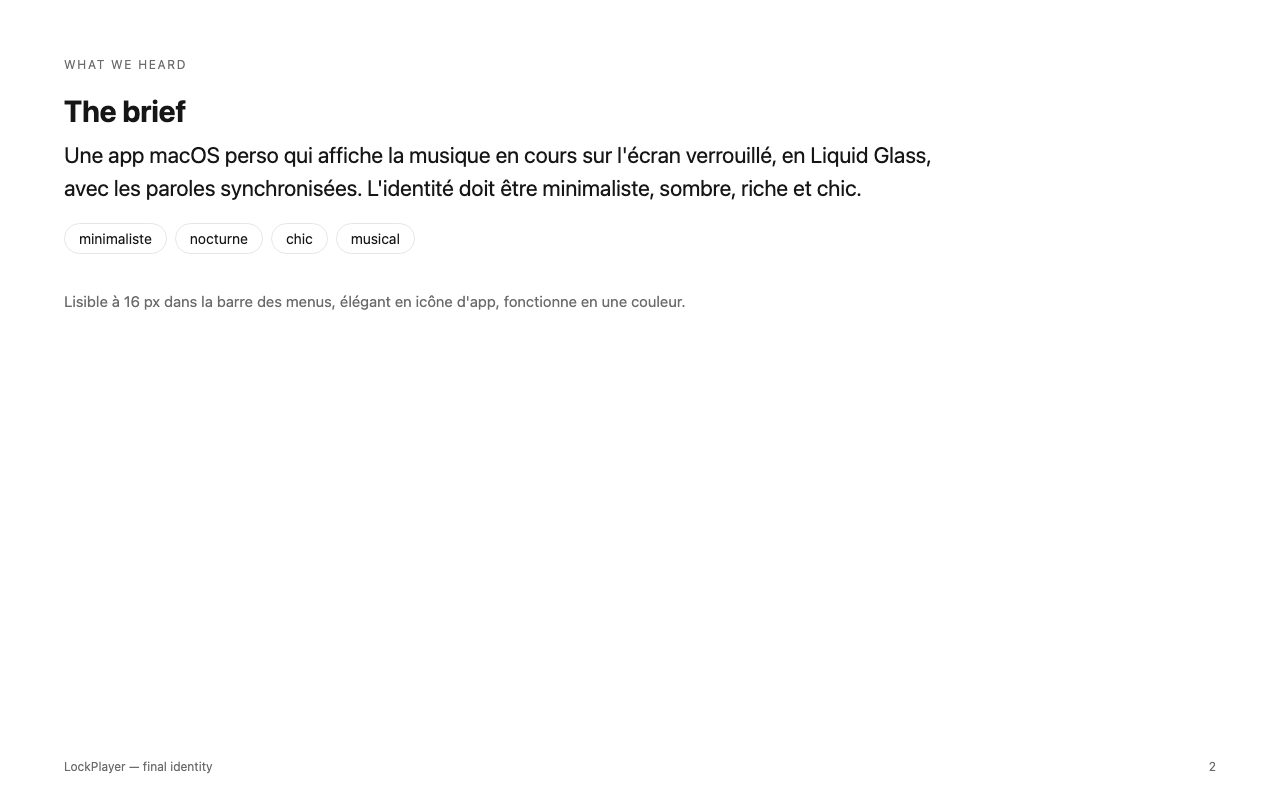 WHAT WE HEARD
The brief
Une app macOS perso qui affiche la musique en cours sur l'écran verrouillé, en Liquid Glass,
avec les paroles synchronisées. L'identité doit être minimaliste, sombre, riche et chic.
minimaliste nocturne chic musical
Lisible à 16 px dans la barre des menus, élégant en icône d'app, fonctionne en une couleur.
LockPlayer — final identity 2